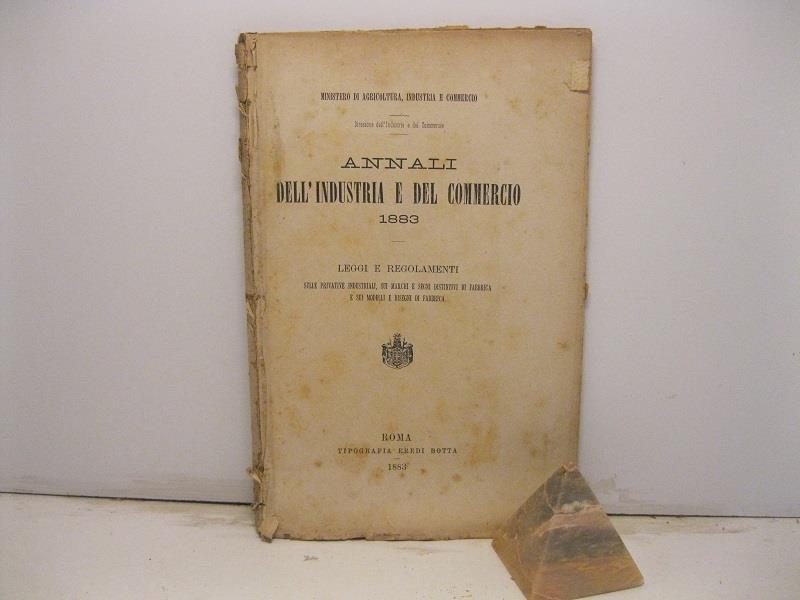 MINISTERO DI AGRICOLTURA, INDUSTRIA E COMMERCIO
Direzione dell'Industria e del Commercio
ANNALI
DELL'INDUSTRIA E DEL COMMERCIO
1883
LEGGI E REGOLAMENTI
SULLE PRIVATIVE INDUSTRIALI, SUI MARCHI E SEGNI DISTINTIVI DI FABBRICA
E SUI MODELLI E DISEGNI DI FABBRICA.
ROMA
TIPOGRAFIA EREDI BOTTA
1883